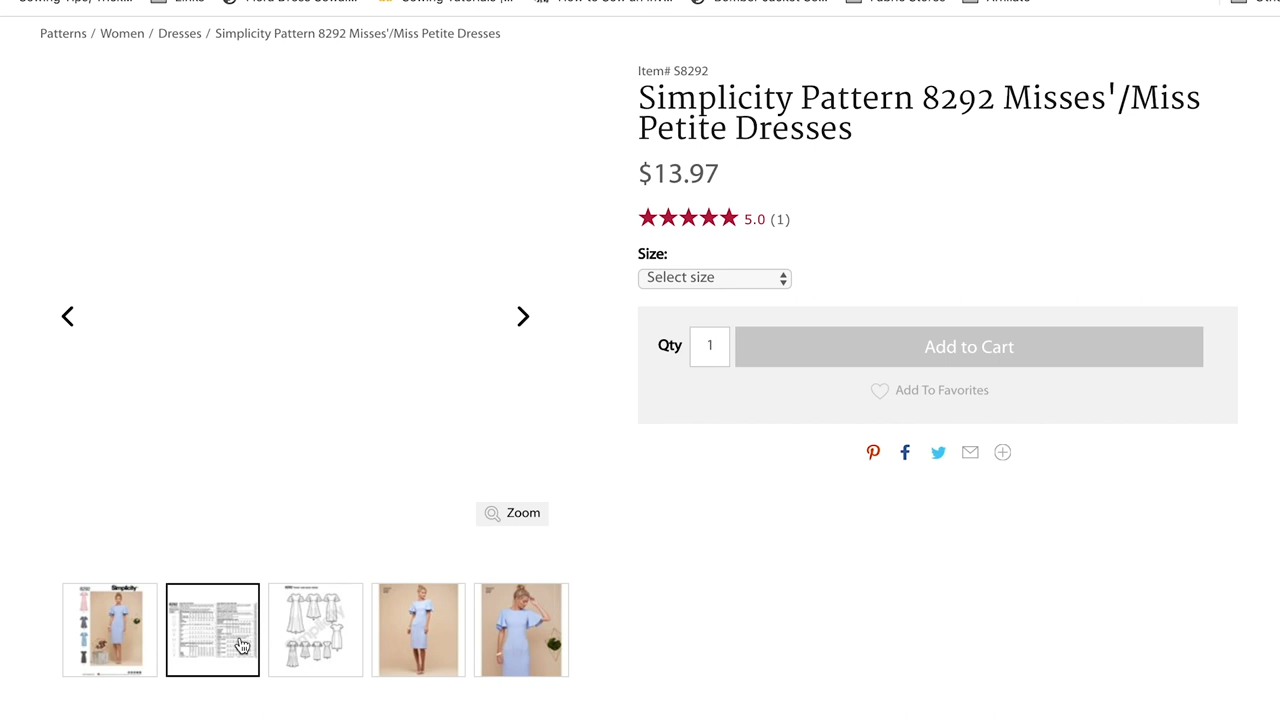 Patterns / Women / Dresses / Simplicity Pattern 8292 Misses'/Miss Petite Dresses
Item# S8292
Simplicity Pattern 8292 Misses'/Miss
Petite Dresses
$13.97
5.0 (1)
Size:
Select size
Qty 1 Add to Cart
Add To Favorites
Zoom
Simplicity